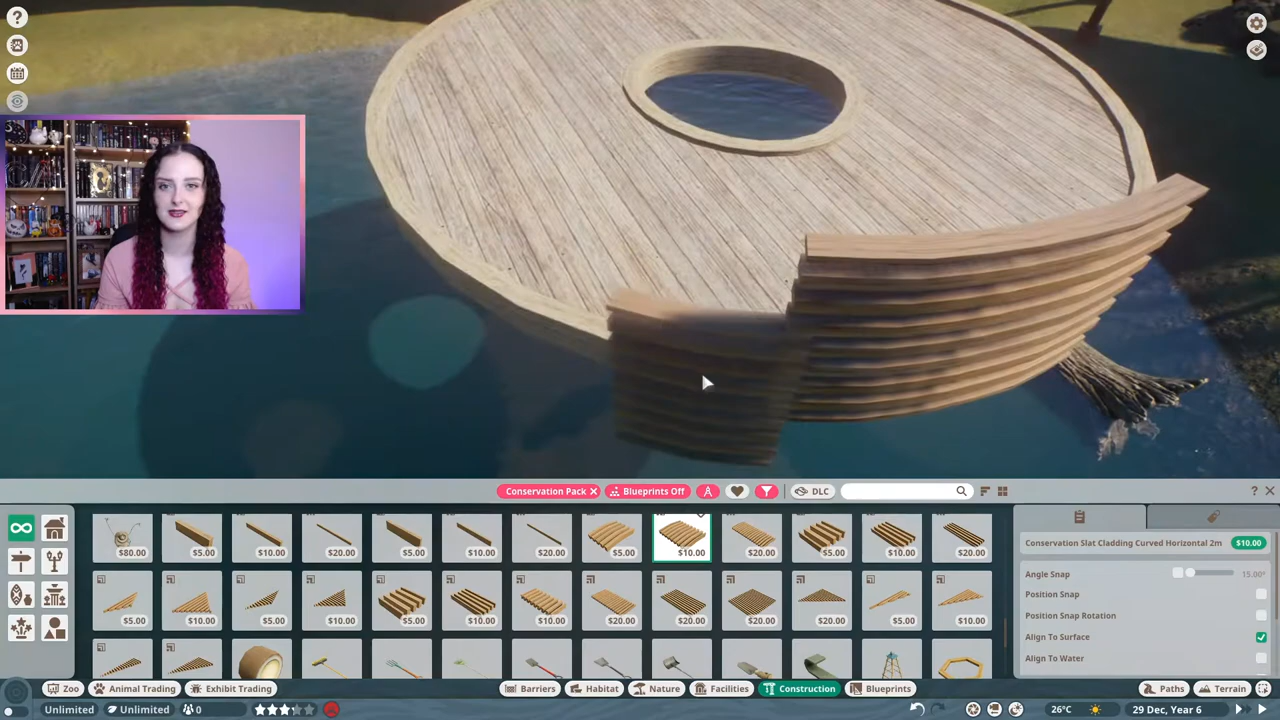 ?
Conservation Pack ✕
Blueprints Off
DLC
? ✕
$80.00 $5.00 $10.00 $20.00 $5.00 $10.00 $20.00 $5.00 $10.00 $20.00 $5.00 $10.00 $20.00
$5.00 $10.00 $5.00 $10.00 $5.00 $10.00 $20.00 $20.00 $20.00 $20.00 $20.00 $5.00 $10.00
Conservation Slat Cladding Curved Horizontal 2m $10.00
Angle Snap 15.00°
Position Snap
Position Snap Rotation
Align To Surface
Align To Water
Zoo Animal Trading Exhibit Trading Barriers Habitat Nature Facilities Construction Blueprints Paths Terrain
Unlimited Unlimited 0 26°C 29 Dec, Year 6